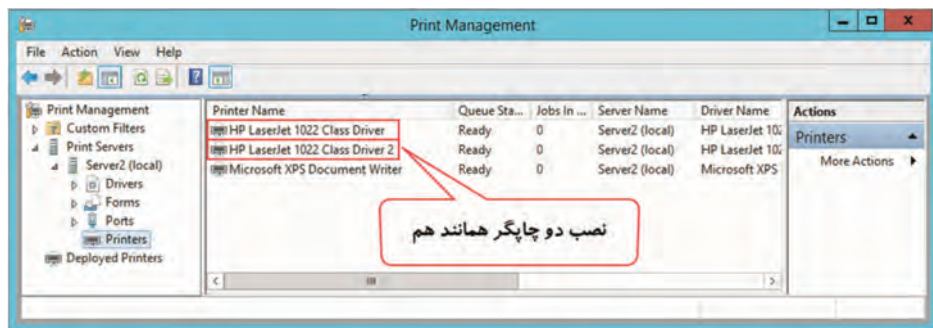 Print Management
File Action View Help
Print Management
Custom Filters
Print Servers
Server2 (local)
Drivers
Forms
Ports
Printers
Deployed Printers
Printer Name Queue Sta... Jobs In ... Server Name Driver Name
HP LaserJet 1022 Class Driver Ready 0 Server2 (local) HP LaserJet 102
HP LaserJet 1022 Class Driver 2 Ready 0 Server2 (local) HP LaserJet 102
Microsoft XPS Document Writer Ready 0 Server2 (local) Microsoft XPS
نصب دو چاپگر همانند هم
Actions
Printers
More Actions